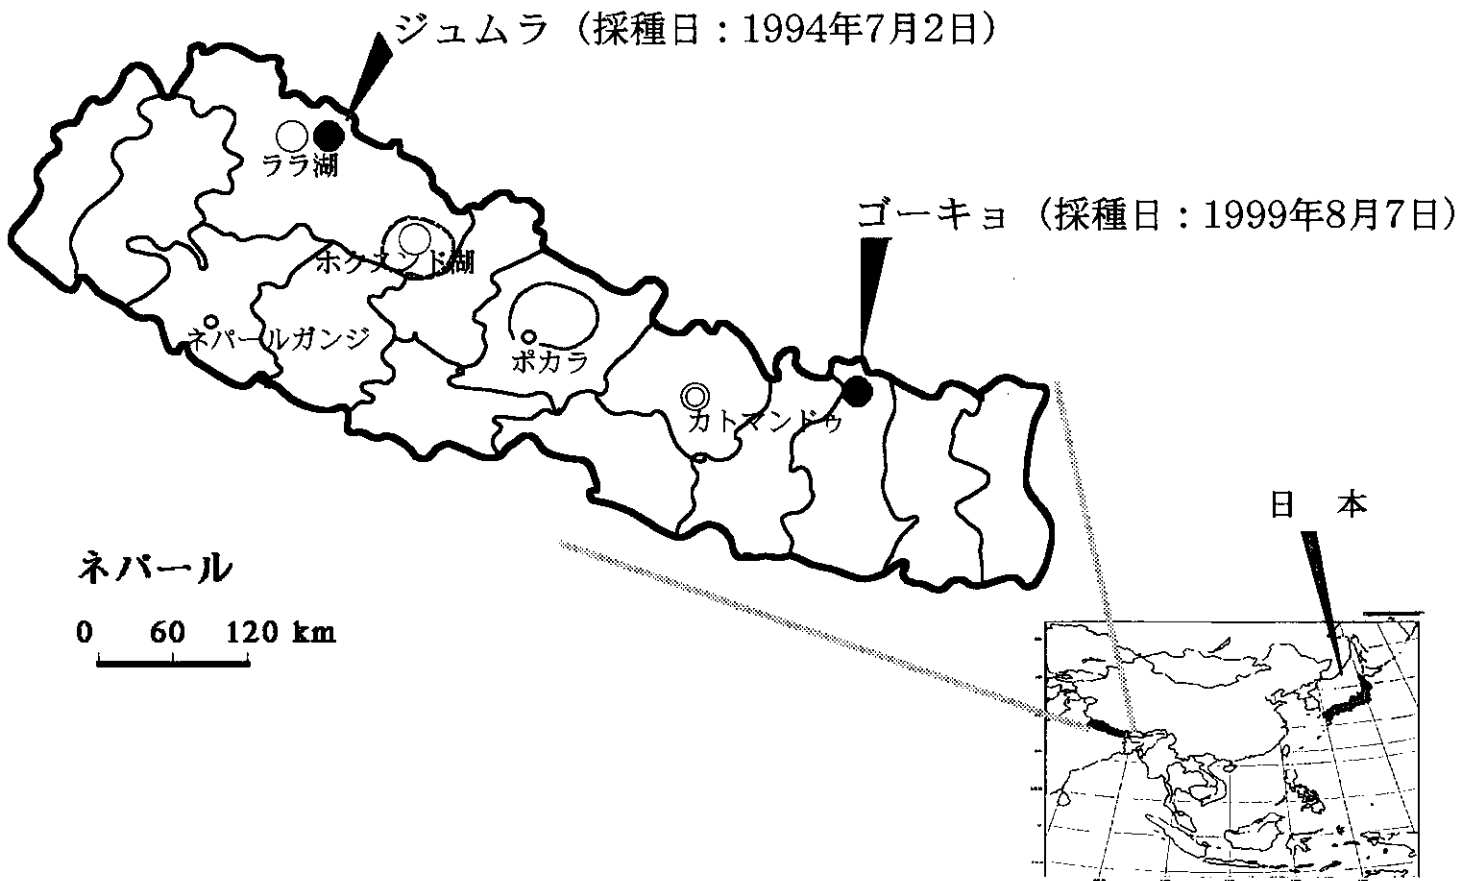 ジュムラ（採種日：1994年7月2日）
ララ湖
ゴーキョ（採種日：1999年8月7日）
ホクスンド湖
ネパールガンジ
ポカラ
カトマンドゥ
日 本
ネパール
0 60 120 km